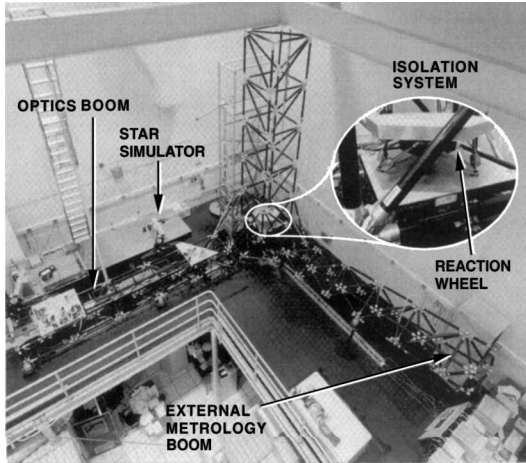 ISOLATION
SYSTEM
OPTICS BOOM
STAR
SIMULATOR
REACTION
WHEEL
EXTERNAL
METROLOGY
BOOM